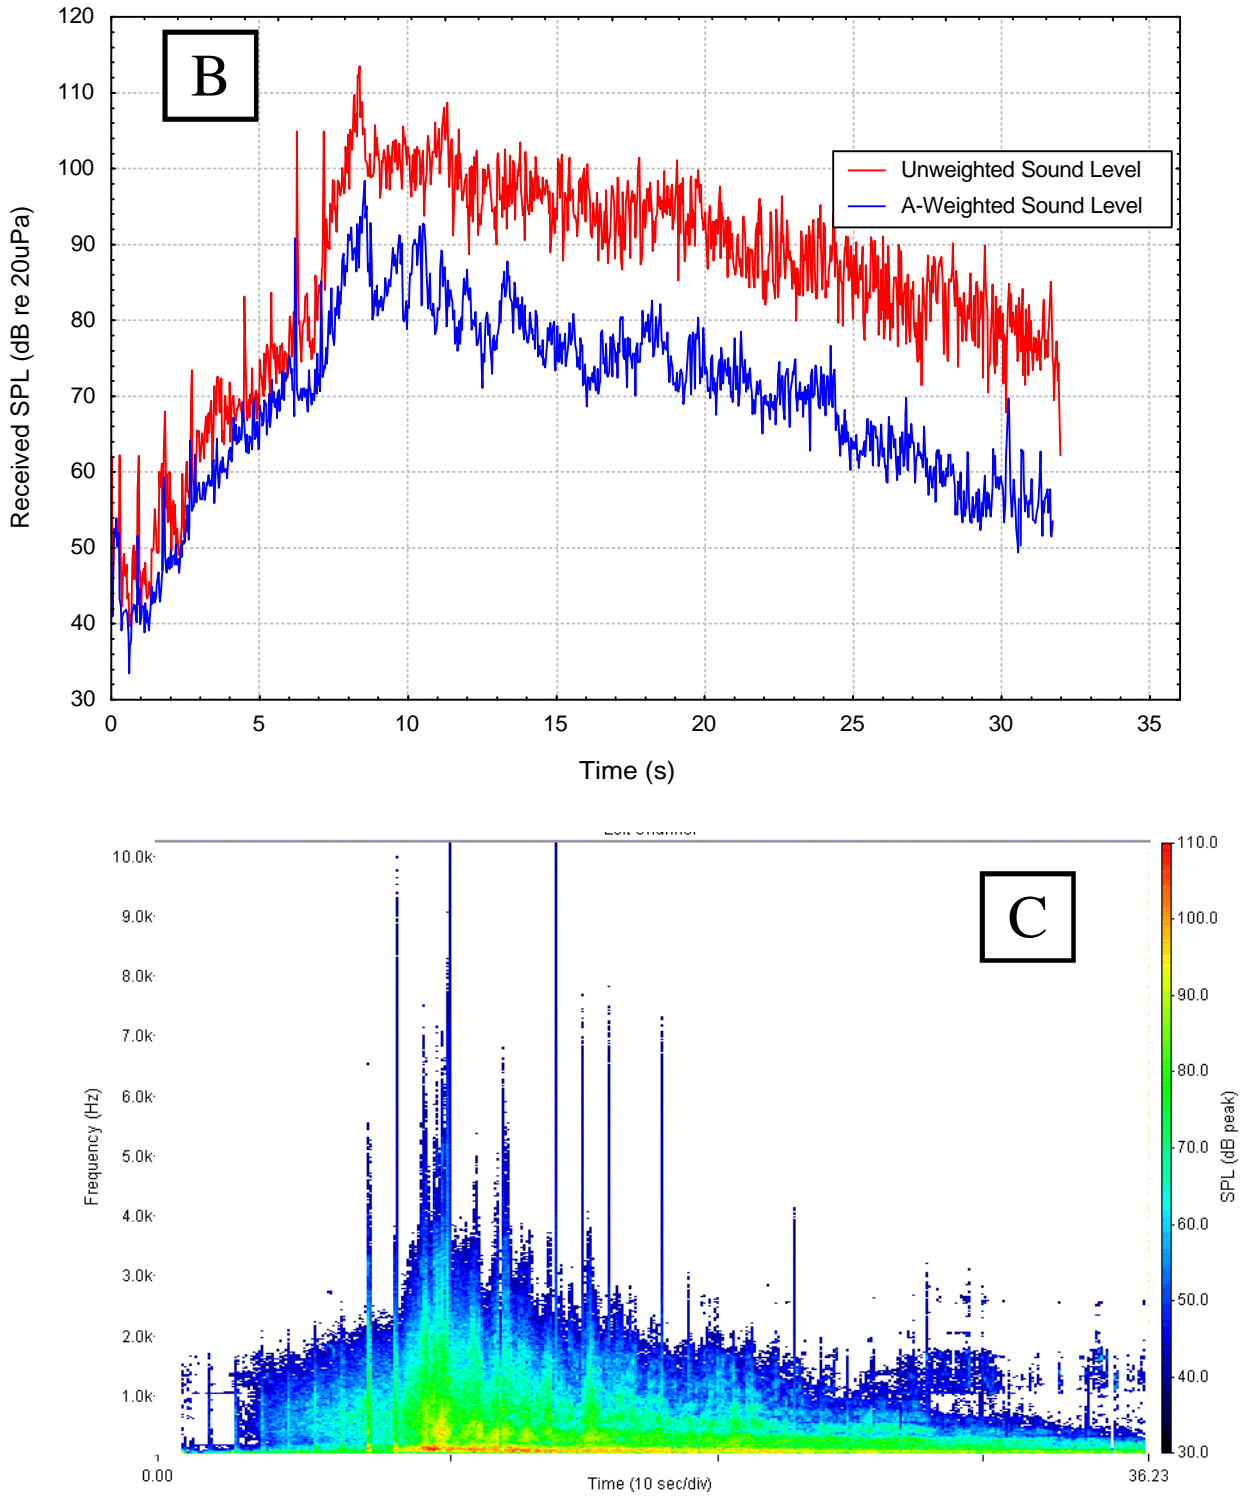 120
110
100
90
80
70
60
50
40
30
B
Unweighted Sound Level
A-Weighted Sound Level
Received SPL (dB re 20uPa)
0 5 10 15 20 25 30 35
Time (s)
C
10.0k
9.0k
8.0k
7.0k
6.0k
5.0k
4.0k
3.0k
2.0k
1.0k
Frequency (Hz)
110.0
100.0
90.0
80.0
70.0
60.0
50.0
40.0
30.0
SPL (dB peak)
0.00 36.23
Time (10 sec/div)